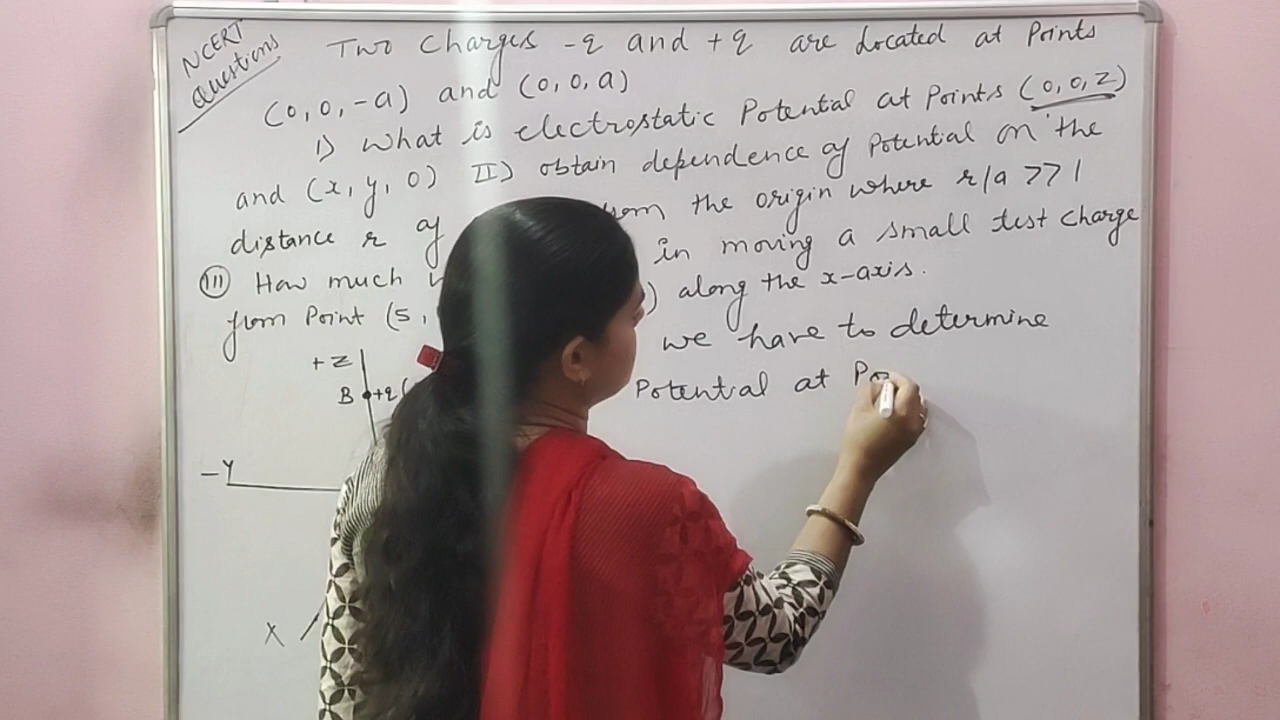 NCERT
Questions
Two Charges -q and +q are Located at Points
(0, 0, -a) and (0, 0, a)
1) What is electrostatic Potential at Points (0, 0, z)
and (x, y, 0) II) obtain dependence of Potential on the
distance r of from the origin where r/a >> 1
(III) How much in moving a small test charge
from Point (5, ) along the x-axis.
we have to determine
+Z
B +q(
Potential at Po
-Y
X